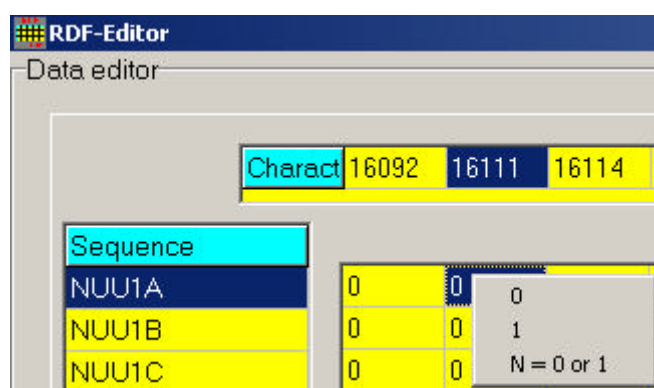 RDF-Editor
Data editor
Charact 16092 16111 16114
Sequence
NUU1A 0 0 0
NUU1B 0 0 1
NUU1C 0 0 N = 0 or 1